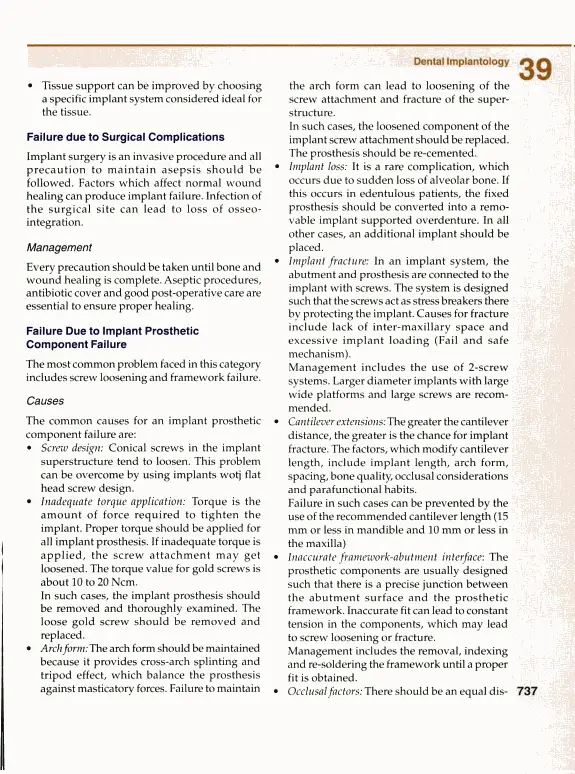 Dental Implantology 39
• Tissue support can be improved by choosing
a specific implant system considered ideal for
the tissue.
Failure due to Surgical Complications
Implant surgery is an invasive procedure and all
precaution to maintain asepsis should be
followed. Factors which affect normal wound
healing can produce implant failure. Infection of
the surgical site can lead to loss of osseo-
integration.
Management
Every precaution should be taken until bone and
wound healing is complete. Aseptic procedures,
antibiotic cover and good post-operative care are
essential to ensure proper healing.
Failure Due to Implant Prosthetic
Component Failure
The most common problem faced in this category
includes screw loosening and framework failure.
Causes
The common causes for an implant prosthetic
component failure are:
• Screw design: Conical screws in the implant
superstructure tend to loosen. This problem
can be overcome by using implants wotj flat
head screw design.
• Inadequate torque application: Torque is the
amount of force required to tighten the
implant. Proper torque should be applied for
all implant prosthesis. If inadequate torque is
applied, the screw attachment may get
loosened. The torque value for gold screws is
about 10 to 20 Ncm.
In such cases, the implant prosthesis should
be removed and thoroughly examined. The
loose gold screw should be removed and
replaced.
• Arch form: The arch form should be maintained
because it provides cross-arch splinting and
tripod effect, which balance the prosthesis
against masticatory forces. Failure to maintain
the arch form can lead to loosening of the
screw attachment and fracture of the super-
structure.
In such cases, the loosened component of the
implant screw attachment should be replaced.
The prosthesis should be re-cemented.
• Implant loss: It is a rare complication, which
occurs due to sudden loss of alveolar bone. If
this occurs in edentulous patients, the fixed
prosthesis should be converted into a remo-
vable implant supported overdenture. In all
other cases, an additional implant should be
placed.
• Implant fracture: In an implant system, the
abutment and prosthesis are connected to the
implant with screws. The system is designed
such that the screws act as stress breakers there
by protecting the implant. Causes for fracture
include lack of inter-maxillary space and
excessive implant loading (Fail and safe
mechanism).
Management includes the use of 2-screw
systems. Larger diameter implants with large
wide platforms and large screws are recom-
mended.
• Cantilever extensions: The greater the cantilever
distance, the greater is the chance for implant
fracture. The factors, which modify cantilever
length, include implant length, arch form,
spacing, bone quality, occlusal considerations
and parafunctional habits.
Failure in such cases can be prevented by the
use of the recommended cantilever length (15
mm or less in mandible and 10 mm or less in
the maxilla)
• Inaccurate framework-abutment interface: The
prosthetic components are usually designed
such that there is a precise junction between
the abutment surface and the prosthetic
framework. Inaccurate fit can lead to constant
tension in the components, which may lead
to screw loosening or fracture.
Management includes the removal, indexing
and re-soldering the framework until a proper
fit is obtained.
• Occlusal factors: There should be an equal dis-
737